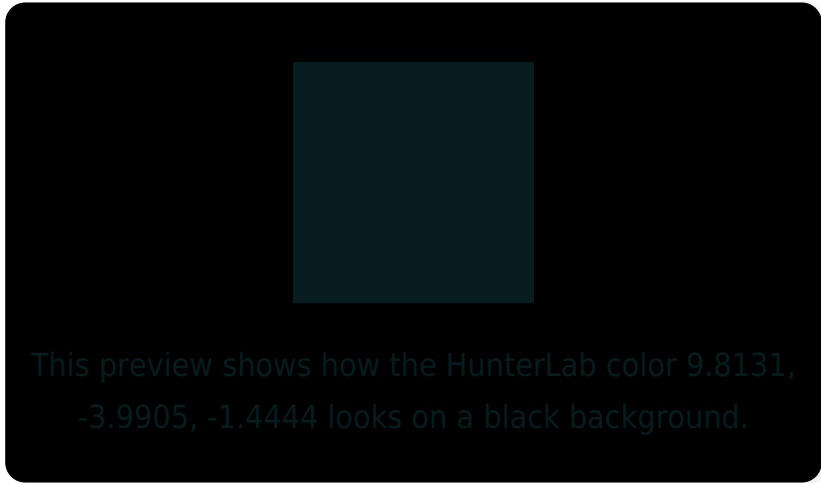 This preview shows how the HunterLab color 9.8131,
-3.9905, -1.4444 looks on a black background.